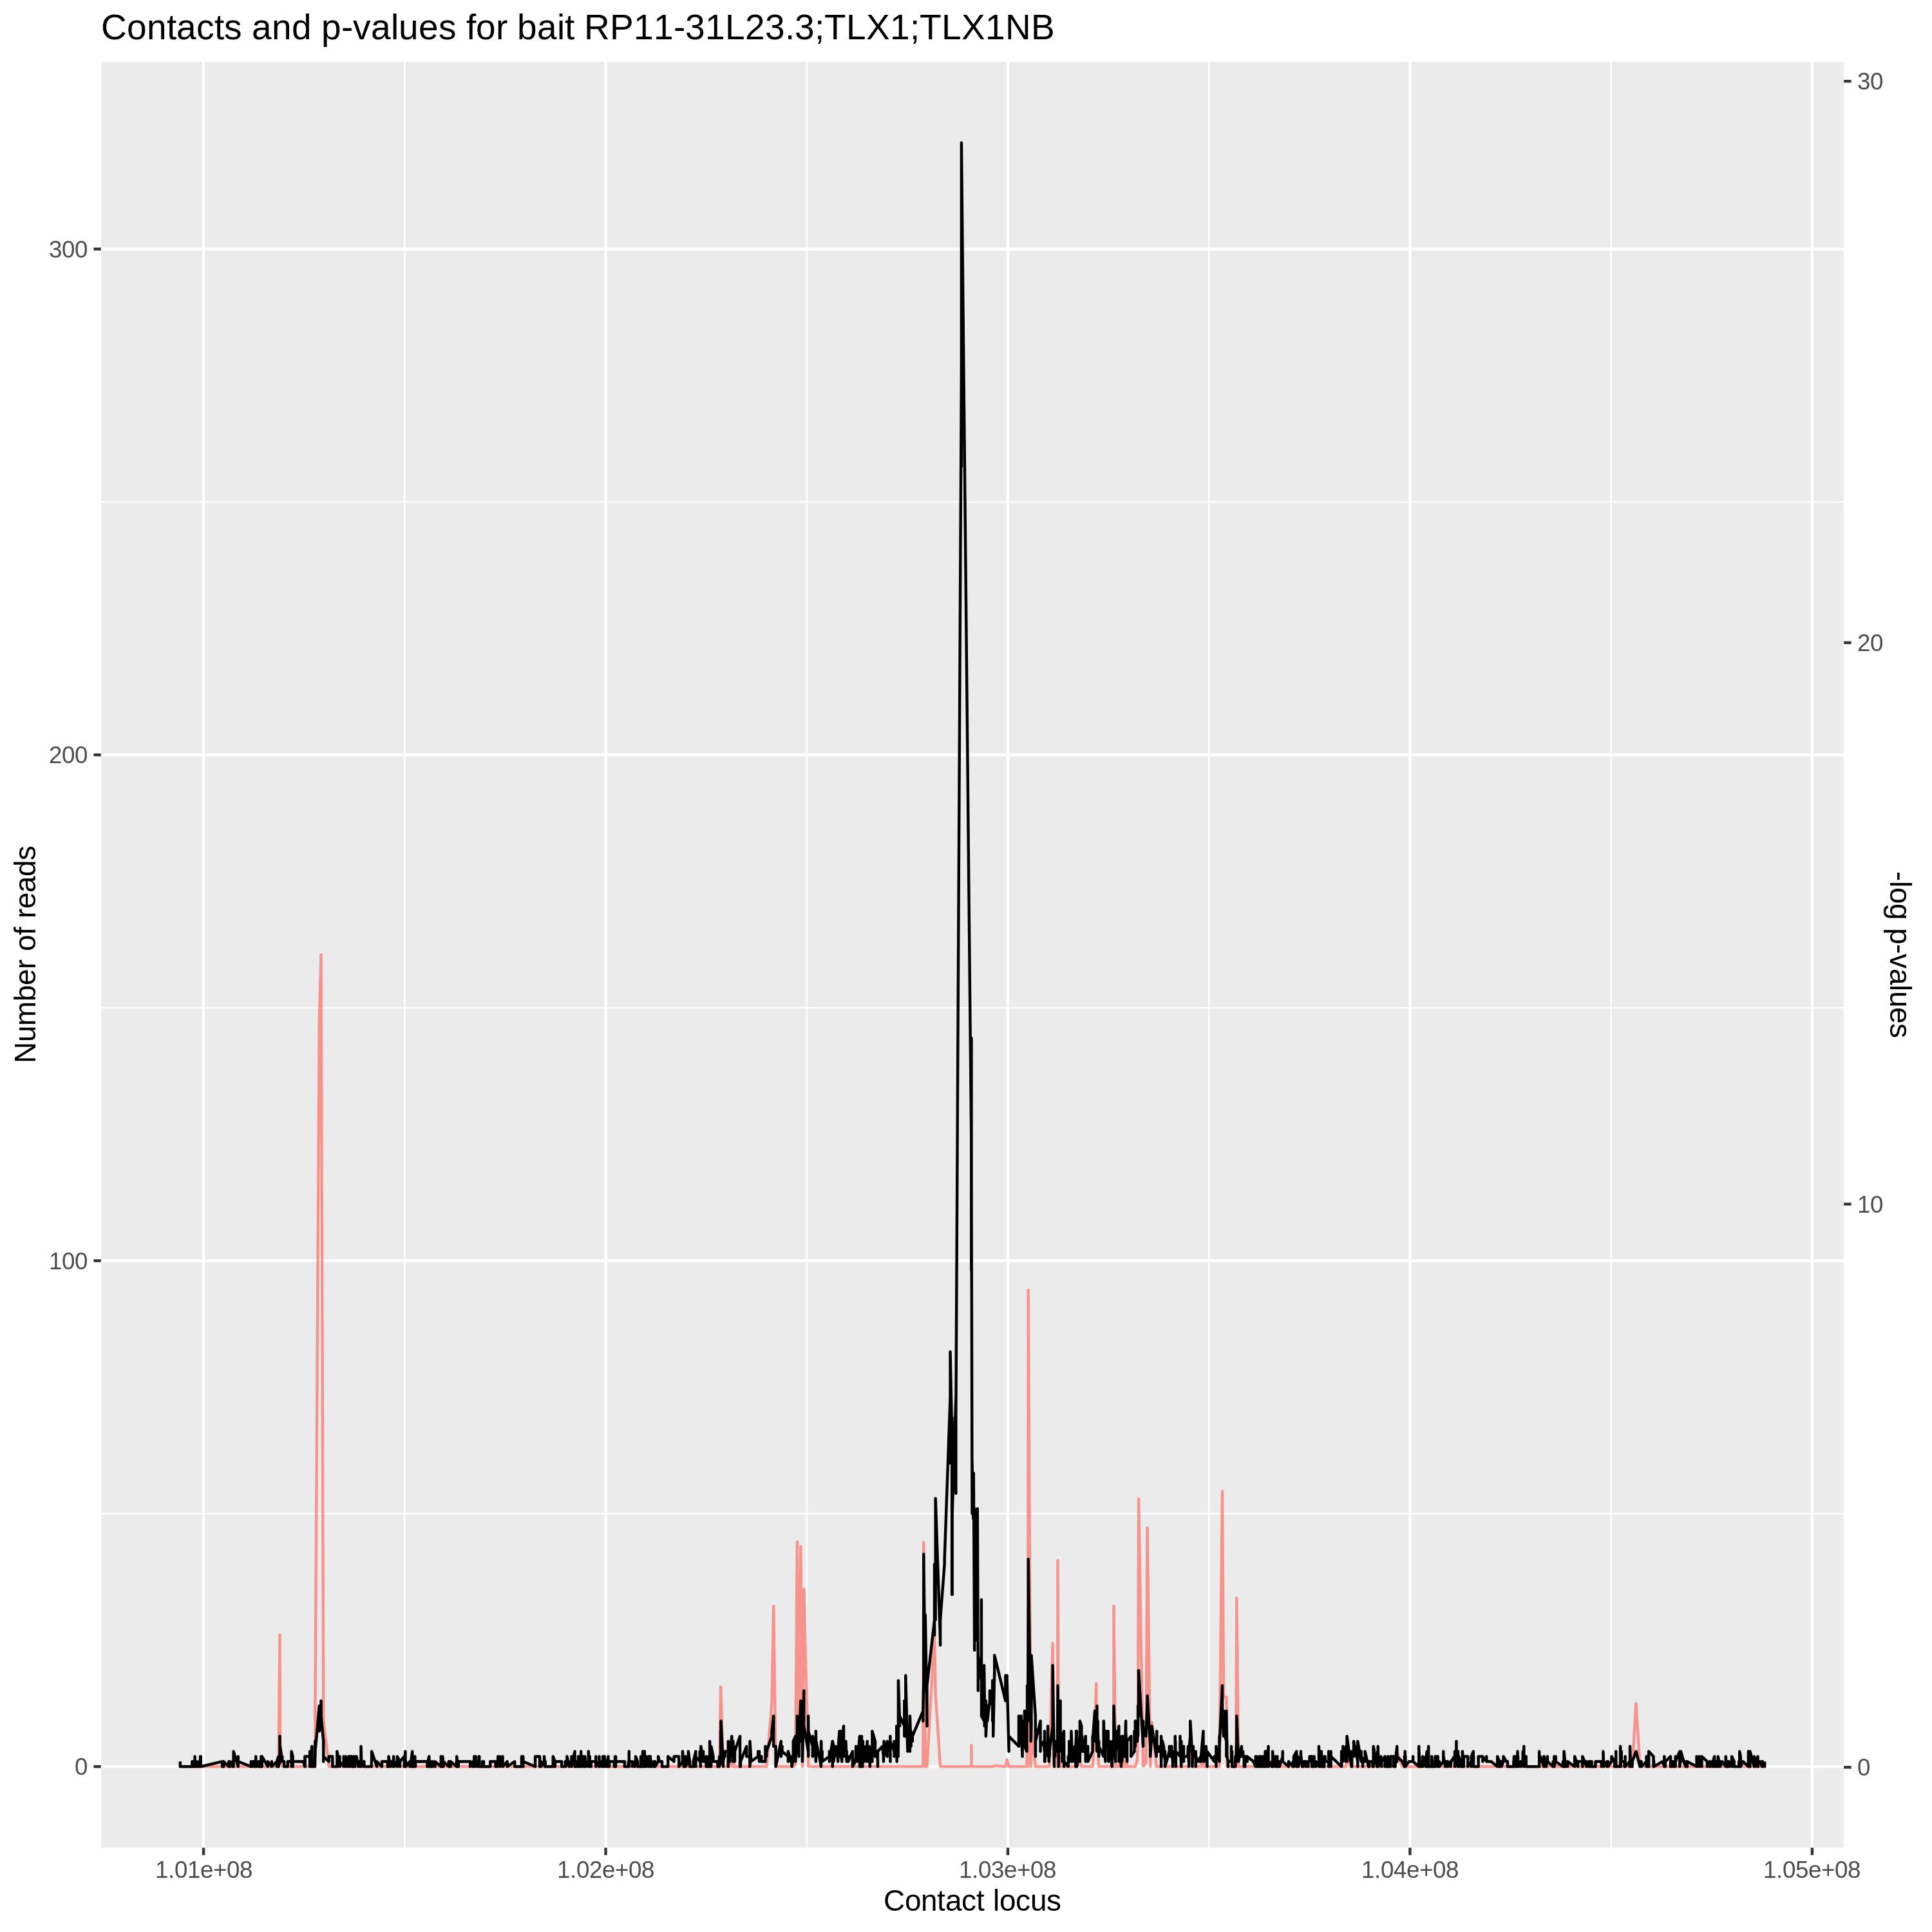 Contacts and p-values for bait RP11-31L23.3;TLX1;TLX1NB
30
300
20
200
Number of reads
-log p-values
10
100
0
0
1.01e+08
1.02e+08
1.03e+08
1.04e+08
1.05e+08
Contact locus